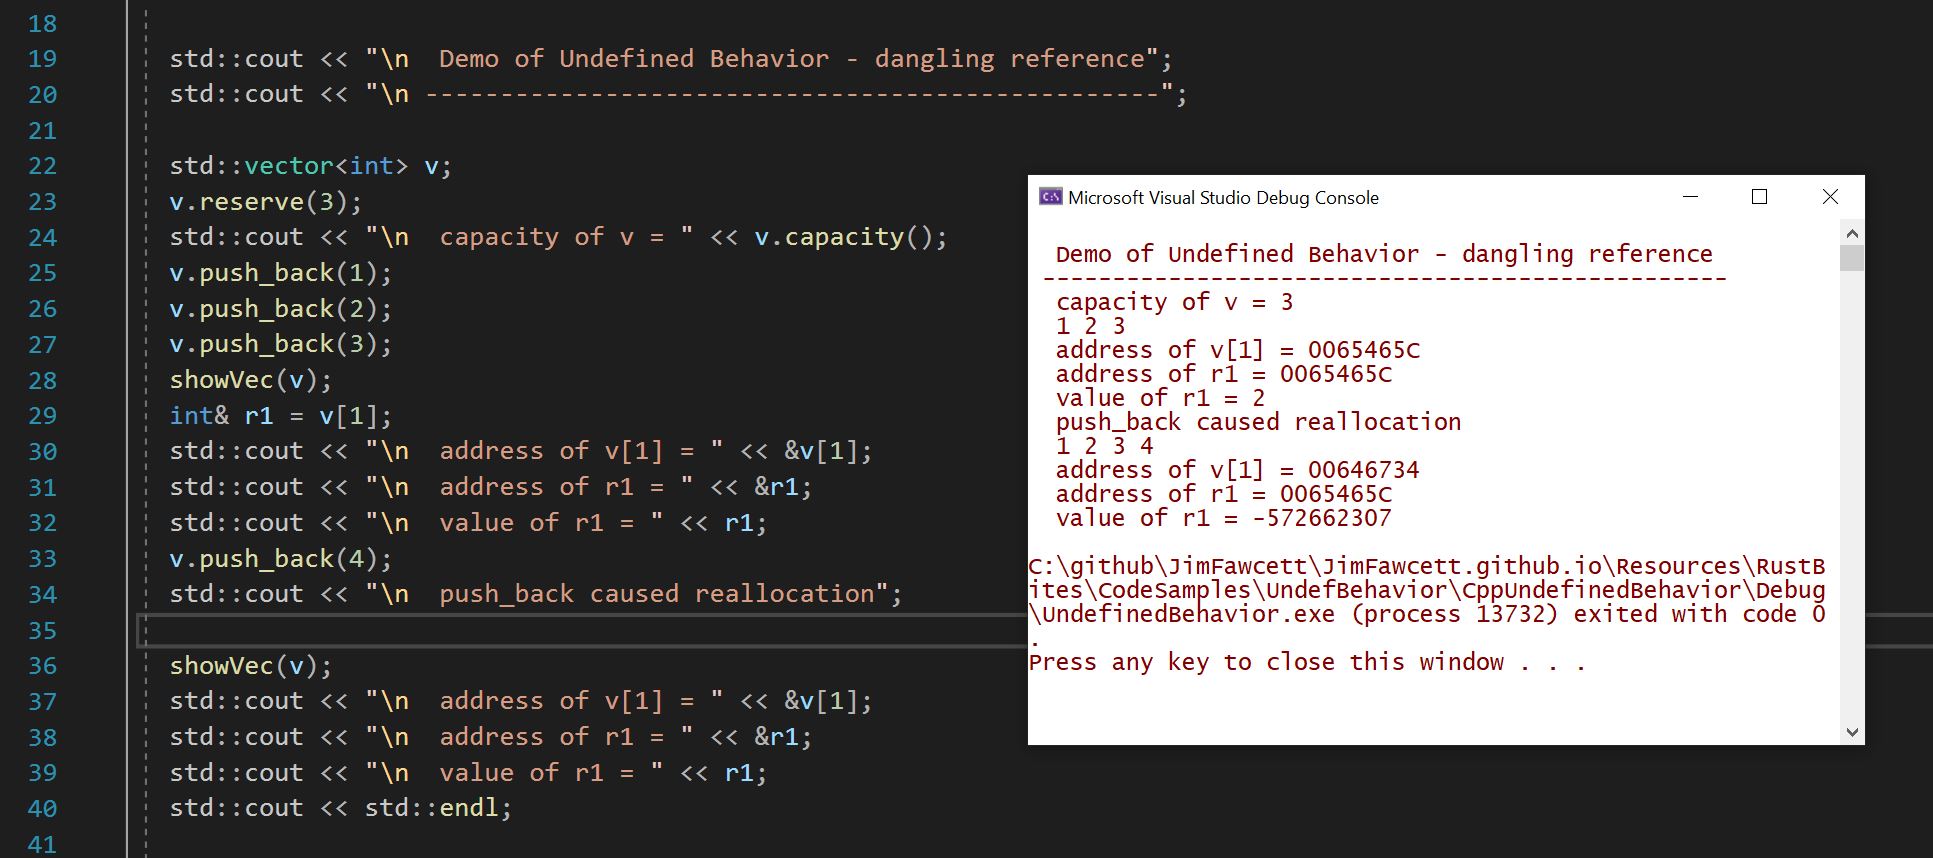 18
19 std::cout << "\n  Demo of Undefined Behavior - dangling reference";
20 std::cout << "\n -------------------------------------------------";
21
22 std::vector<int> v;
23 v.reserve(3);
24 std::cout << "\n  capacity of v = " << v.capacity();
25 v.push_back(1);
26 v.push_back(2);
27 v.push_back(3);
28 showVec(v);
29 int& r1 = v[1];
30 std::cout << "\n  address of v[1] = " << &v[1];
31 std::cout << "\n  address of r1 = " << &r1;
32 std::cout << "\n  value of r1 = " << r1;
33 v.push_back(4);
34 std::cout << "\n  push_back caused reallocation";
35
36 showVec(v);
37 std::cout << "\n  address of v[1] = " << &v[1];
38 std::cout << "\n  address of r1 = " << &r1;
39 std::cout << "\n  value of r1 = " << r1;
40 std::cout << std::endl;
41
Microsoft Visual Studio Debug Console
Demo of Undefined Behavior - dangling reference
-------------------------------------------------
capacity of v = 3
1 2 3
address of v[1] = 0065465C
address of r1 = 0065465C
value of r1 = 2
push_back caused reallocation
1 2 3 4
address of v[1] = 00646734
address of r1 = 0065465C
value of r1 = -572662307
C:\github\JimFawcett\JimFawcett.github.io\Resources\RustB
ites\CodeSamples\UndefBehavior\CppUndefinedBehavior\Debug
\UndefinedBehavior.exe (process 13732) exited with code 0
.
Press any key to close this window . . .